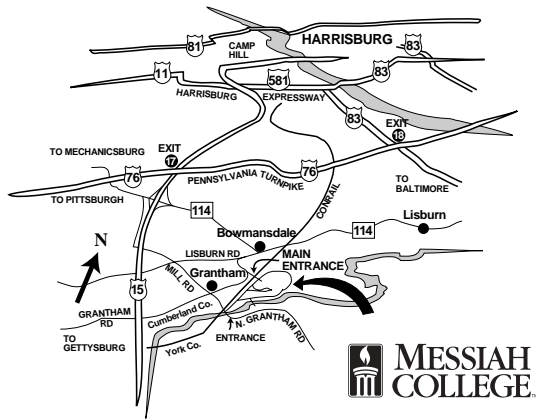 HARRISBURG
83
81
CAMP
HILL
11
581
83
HARRISBURG
EXPRESSWAY
83
EXIT
18
EXIT
17
TO MECHANICSBURG
76
PENNSYLVANIA TURNPIKE
76
TO
BALTIMORE
TO PITTSBURGH
CONRAIL
114
Lisburn
Bowmansdale
114
N
LISBURN RD
MAIN
ENTRANCE
MILL RD
Grantham
15
GRANTHAM
RD
Cumberland Co.
N. GRANTHAM RD
TO
GETTYSBURG
York Co.
ENTRANCE
MESSIAH
COLLEGE